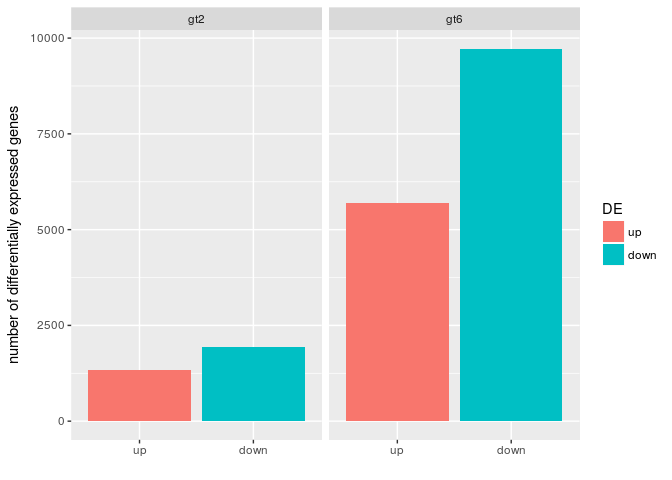 gt2
gt6
number of differentially expressed genes
10000
7500
5000
2500
0
up
down
up
down
DE
up
down